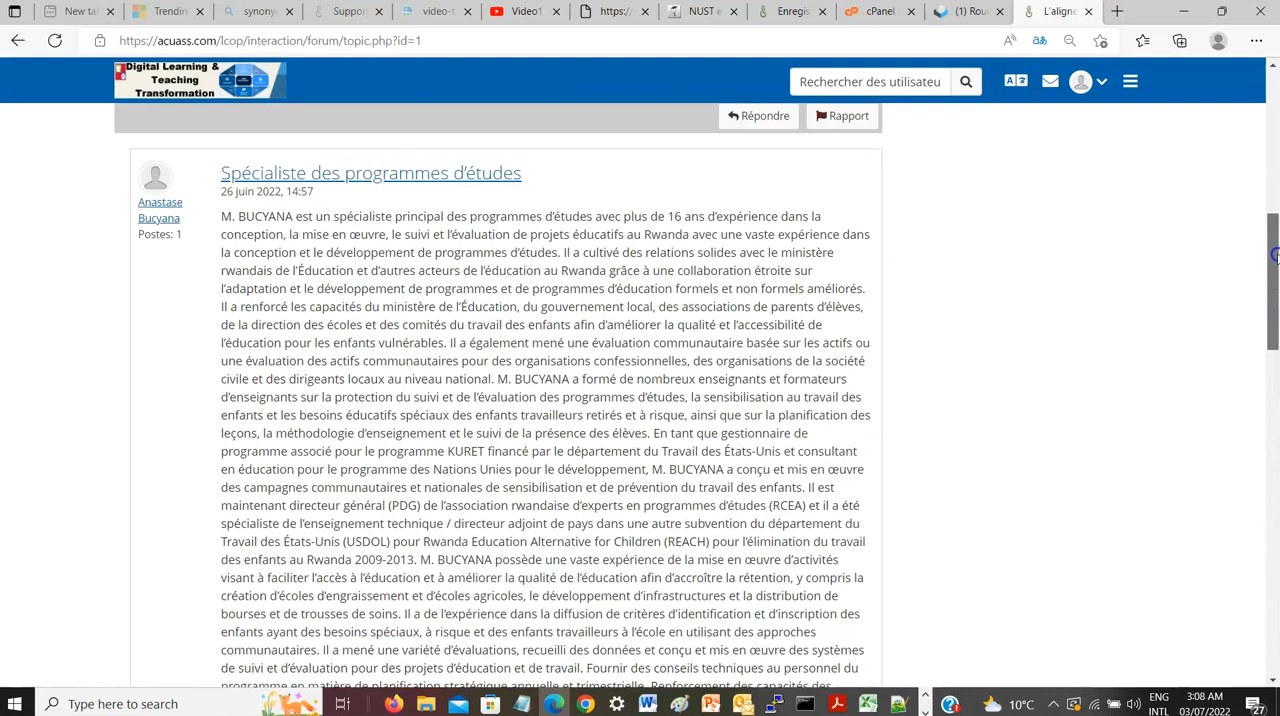 New tal
Trendin
synony
Support
video-t
VideoT
https:/
NUST e
Enregis
cPanel
(1) Rou
L'aligne
https://acuass.com/lcop/interaction/forum/topic.php?id=1
Digital Learning &
Teaching
Transformation
Rechercher des utilisateu
Répondre
Rapport
Spécialiste des programmes d'études
26 juin 2022, 14:57
Anastase
Bucyana
Postes: 1
M. BUCYANA est un spécialiste principal des programmes d'études avec plus de 16 ans d'expérience dans la
conception, la mise en œuvre, le suivi et l'évaluation de projets éducatifs au Rwanda avec une vaste expérience dans
la conception et le développement de programmes d'études. Il a cultivé des relations solides avec le ministère
rwandais de l'Éducation et d'autres acteurs de l'éducation au Rwanda grâce à une collaboration étroite sur
l'adaptation et le développement de programmes et de programmes d'éducation formels et non formels améliorés.
Il a renforcé les capacités du ministère de l'Éducation, du gouvernement local, des associations de parents d'élèves,
de la direction des écoles et des comités du travail des enfants afin d'améliorer la qualité et l'accessibilité de
l'éducation pour les enfants vulnérables. Il a également mené une évaluation communautaire basée sur les actifs ou
une évaluation des actifs communautaires pour des organisations confessionnelles, des organisations de la société
civile et des dirigeants locaux au niveau national. M. BUCYANA a formé de nombreux enseignants et formateurs
d'enseignants sur la protection du suivi et de l'évaluation des programmes d'études, la sensibilisation au travail des
enfants et les besoins éducatifs spéciaux des enfants travailleurs retirés et à risque, ainsi que sur la planification des
leçons, la méthodologie d'enseignement et le suivi de la présence des élèves. En tant que gestionnaire de
programme associé pour le programme KURET financé par le département du Travail des États-Unis et consultant
en éducation pour le programme des Nations Unies pour le développement, M. BUCYANA a conçu et mis en œuvre
des campagnes communautaires et nationales de sensibilisation et de prévention du travail des enfants. Il est
maintenant directeur général (PDG) de l'association rwandaise d'experts en programmes d'études (RCEA) et il a été
spécialiste de l'enseignement technique / directeur adjoint de pays dans une autre subvention du département du
Travail des États-Unis (USDOL) pour Rwanda Education Alternative for Children (REACH) pour l'élimination du travail
des enfants au Rwanda 2009-2013. M. BUCYANA possède une vaste expérience de la mise en œuvre d'activités
visant à faciliter l'accès à l'éducation et à améliorer la qualité de l'éducation afin d'accroître la rétention, y compris la
création d'écoles d'engraissement et d'écoles agricoles, le développement d'infrastructures et la distribution de
bourses et de trousses de soins. Il a de l'expérience dans la diffusion de critères d'identification et d'inscription des
enfants ayant des besoins spéciaux, à risque et des enfants travailleurs à l'école en utilisant des approches
communautaires. Il a mené une variété d'évaluations, recueilli des données et conçu et mis en œuvre des systèmes
de suivi et d'évaluation pour des projets d'éducation et de travail. Fournir des conseils techniques au personnel du
programme en matière de planification stratégique annuelle et trimestrielle. Renforcement des capacités des
Type here to search
10°C
ENG
INTL
3:08 AM
03/07/2022
27